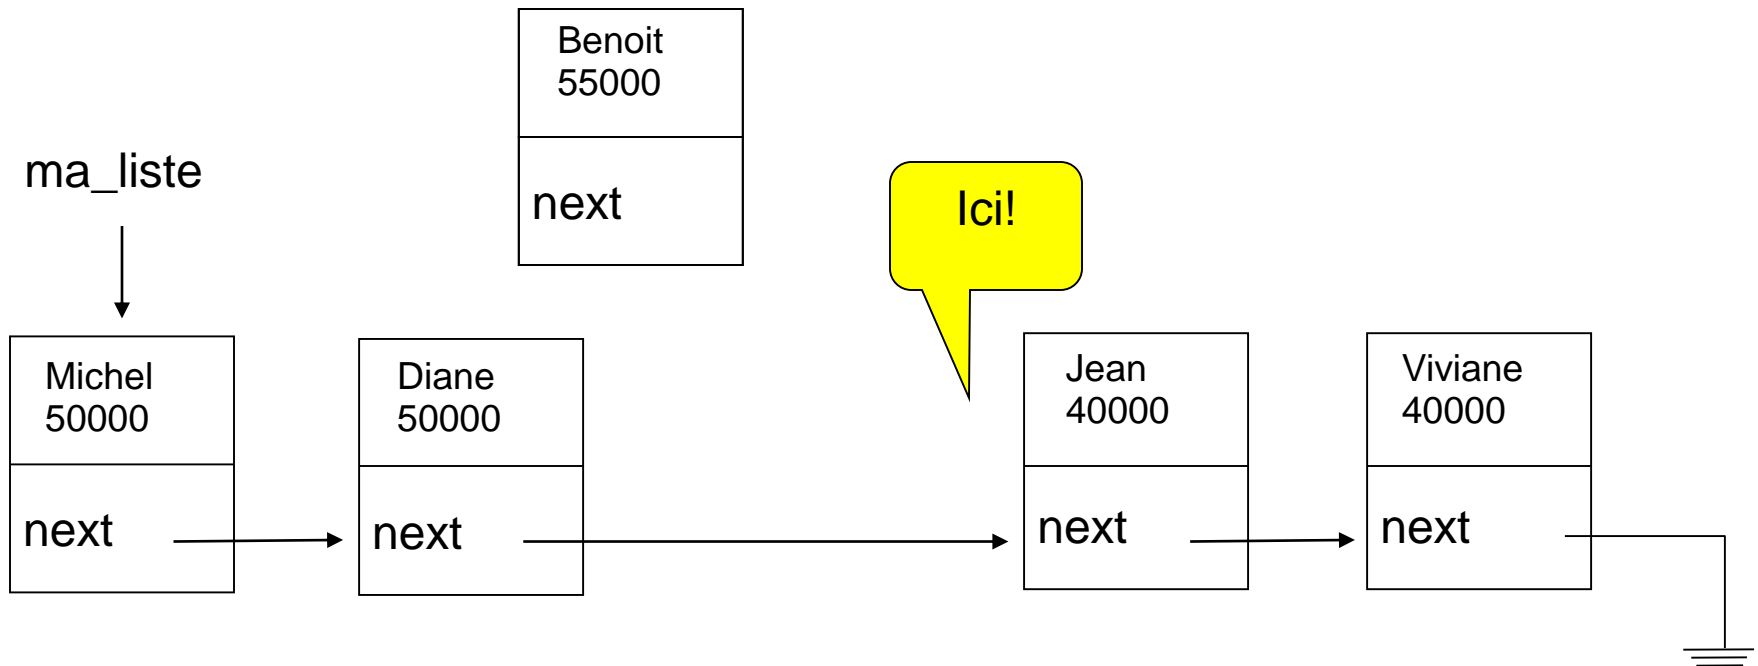 Benoit
55000
next
ma_liste
Ici!
Michel
50000
next
Diane
50000
next
Jean
40000
next
Viviane
40000
next